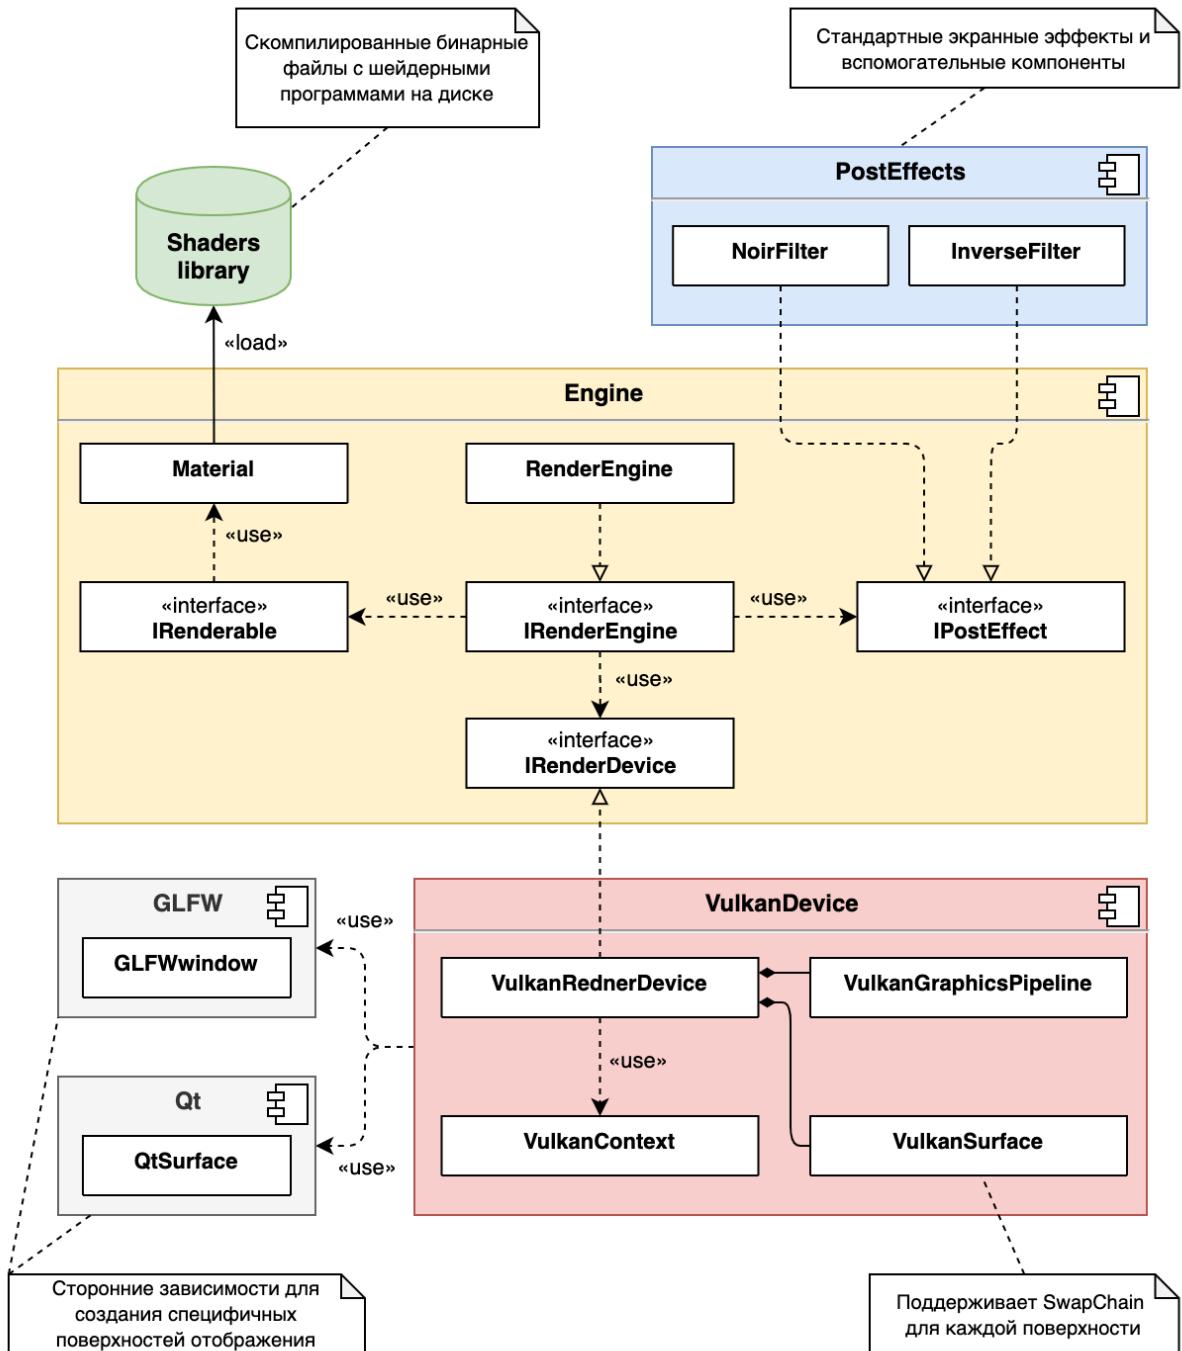 Скомпилированные бинарные
файлы с шейдерными
программами на диске
Стандартные экранные эффекты и
вспомогательные компоненты
PostEffects
NoirFilter
InverseFilter
Shaders
library
«load»
Engine
Material
RenderEngine
«use»
«interface»
IRenderable
«use»
«interface»
IRenderEngine
«use»
«interface»
IPostEffect
«use»
«interface»
IRenderDevice
GLFW
GLFWwindow
«use»
VulkanDevice
VulkanRednerDevice
VulkanGraphicsPipeline
«use»
Qt
QtSurface
«use»
VulkanContext
VulkanSurface
Сторонние зависимости для
создания специфичных
поверхностей отображения
Поддерживает SwapChain
для каждой поверхности